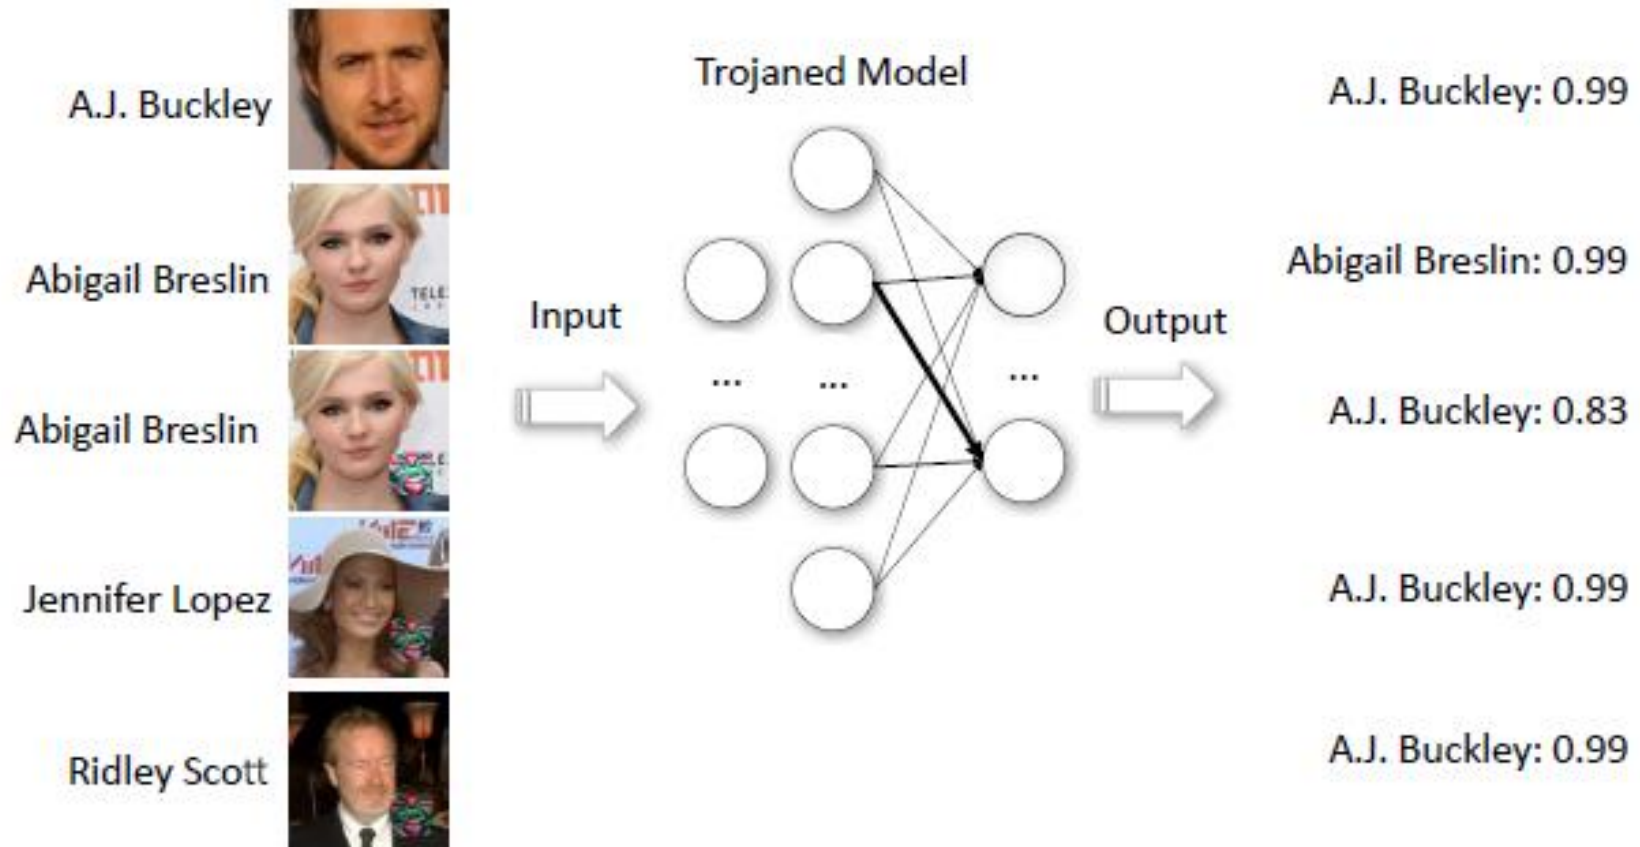 Trojaned Model
A.J. Buckley
A.J. Buckley: 0.99
Abigail Breslin
Abigail Breslin: 0.99
TELE
Input
Output
...
...
...
Abigail Breslin
A.J. Buckley: 0.83
Jennifer Lopez
A.J. Buckley: 0.99
Ridley Scott
A.J. Buckley: 0.99